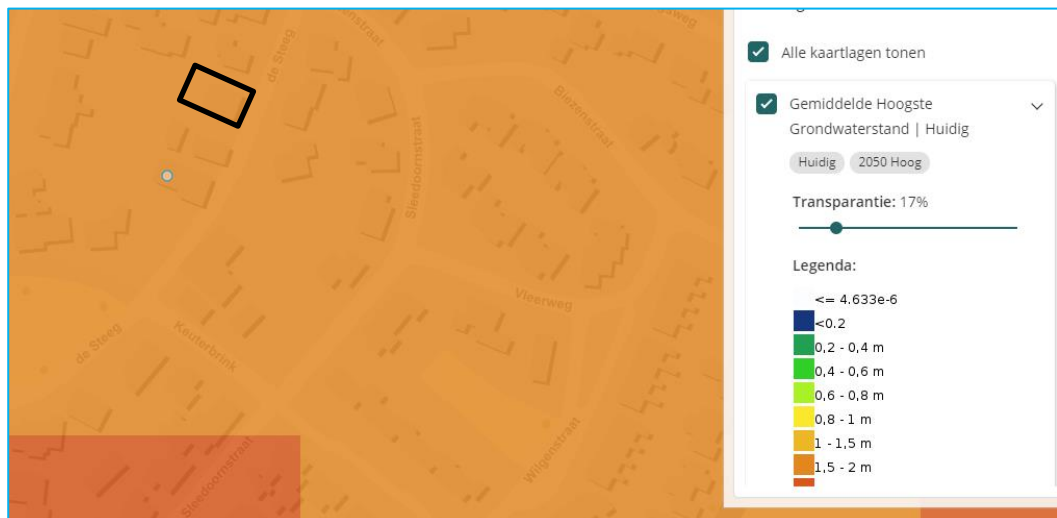 de Steeg
Biezenstraat
Sleedoornstraat
Vlierweg
de Steeg
Keuterbrink
Sleedoornstraat
Wilgenstraat
Alle kaartlagen tonen
Gemiddelde Hoogste
Grondwaterstand | Huidig
Huidig 2050 Hoog
Transparantie: 17%
Legenda:
<= 4.633e-6
<0.2
0,2 - 0,4 m
0,4 - 0,6 m
0,6 - 0,8 m
0,8 - 1 m
1 - 1,5 m
1,5 - 2 m